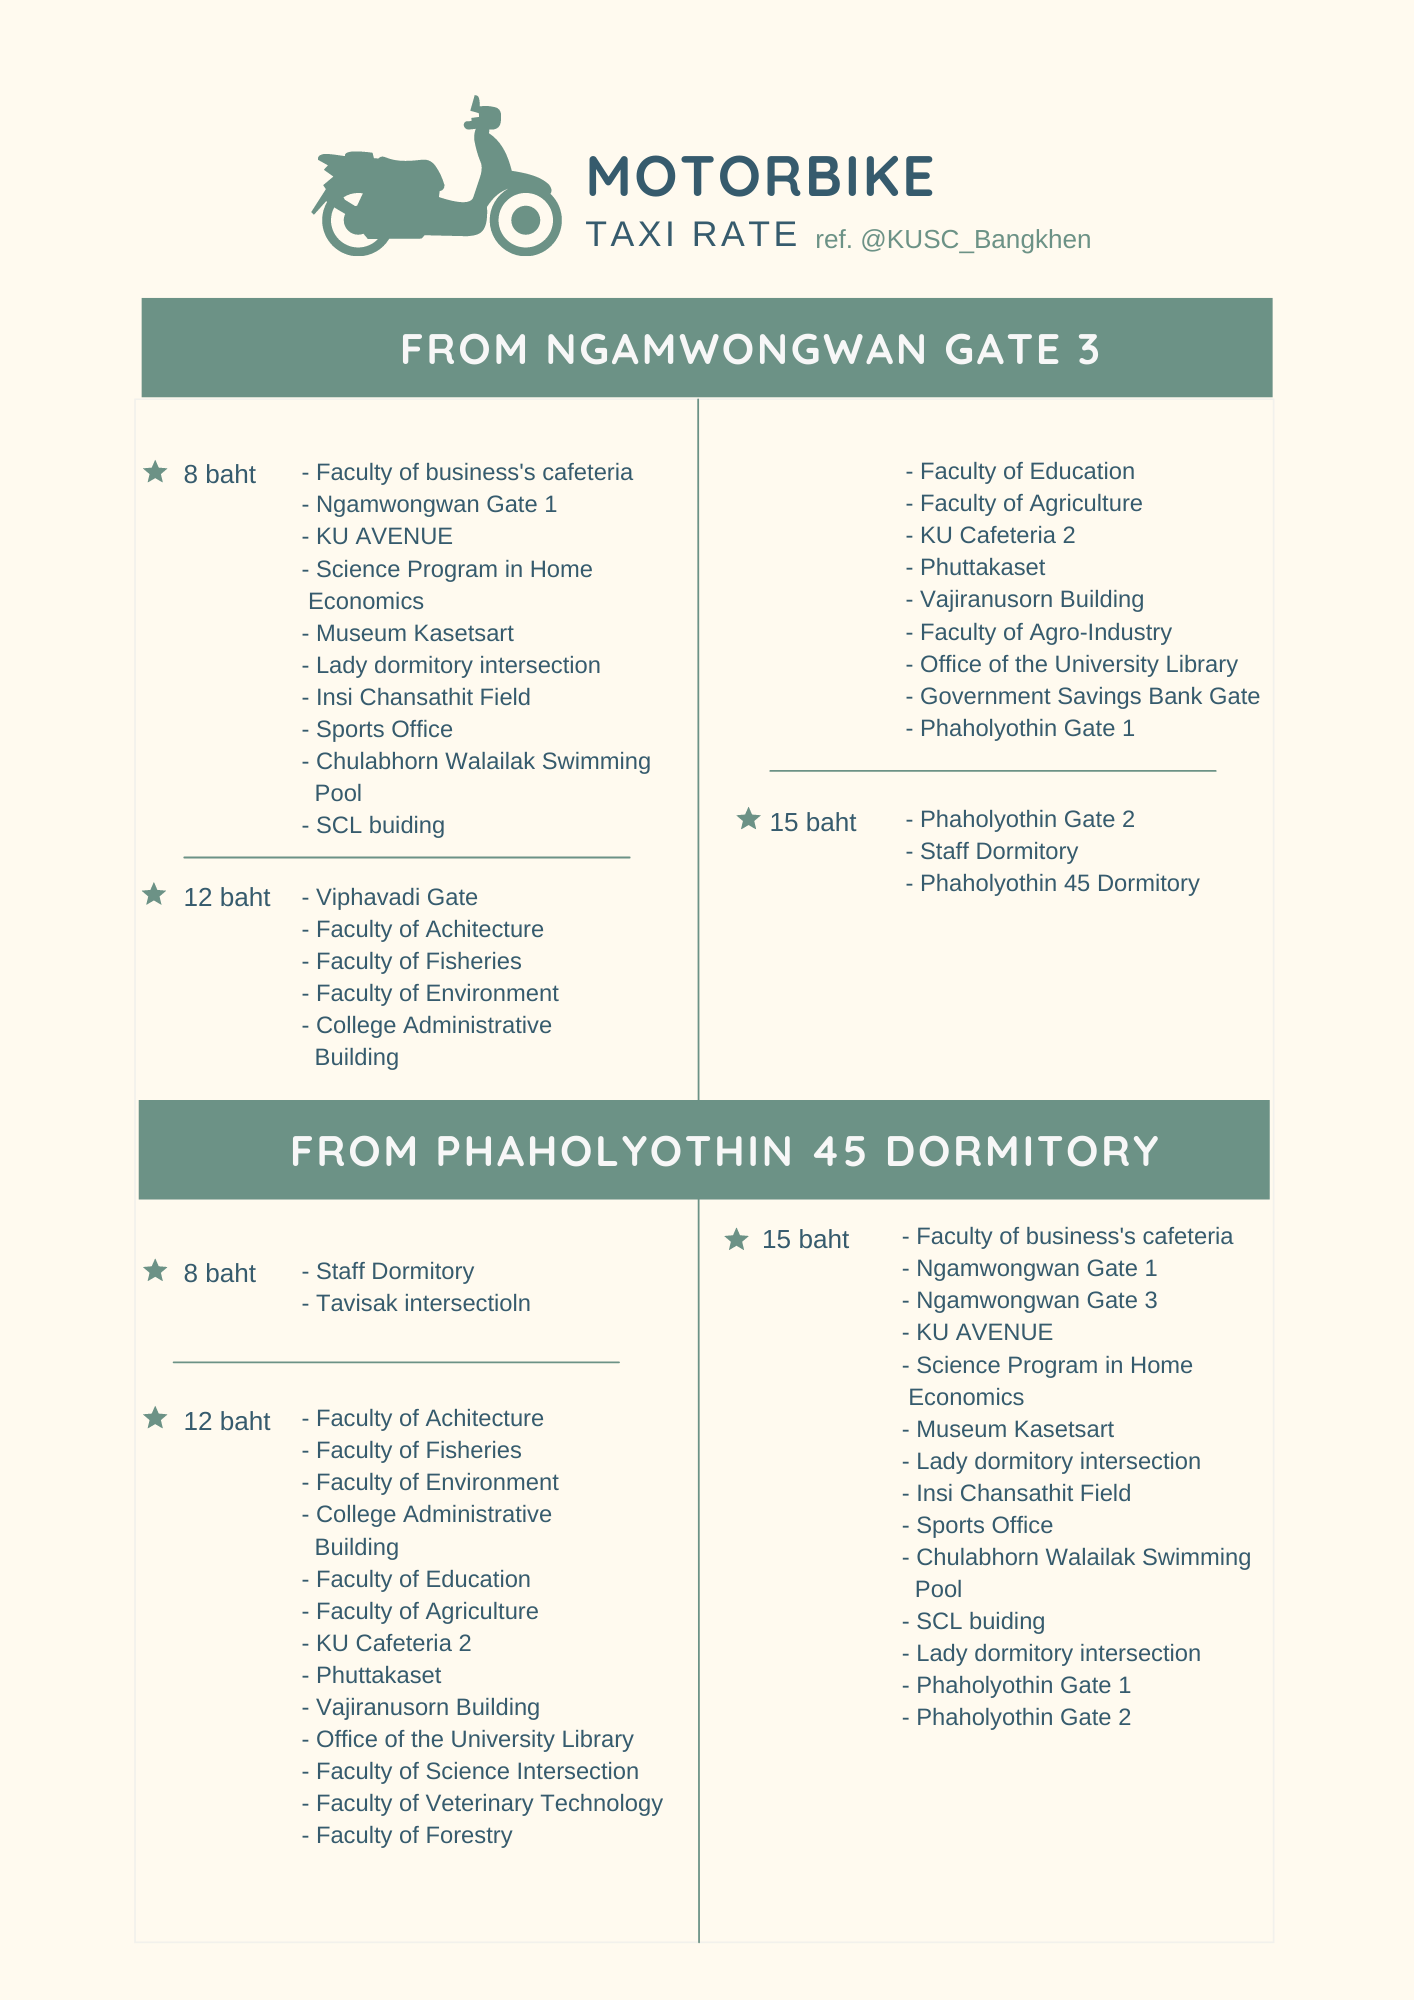 MOTORBIKE
TAXI RATE ref. @KUSC_Bangkhen
FROM NGAMWONGWAN GATE 3
8 baht
- Faculty of business's cafeteria
- Ngamwongwan Gate 1
- KU AVENUE
- Science Program in Home
Economics
- Museum Kasetsart
- Lady dormitory intersection
- Insi Chansathit Field
- Sports Office
- Chulabhorn Walailak Swimming
Pool
- SCL buiding
12 baht
- Viphavadi Gate
- Faculty of Achitecture
- Faculty of Fisheries
- Faculty of Environment
- College Administrative
Building
- Faculty of Education
- Faculty of Agriculture
- KU Cafeteria 2
- Phuttakaset
- Vajiranusorn Building
- Faculty of Agro-Industry
- Office of the University Library
- Government Savings Bank Gate
- Phaholyothin Gate 1
15 baht
- Phaholyothin Gate 2
- Staff Dormitory
- Phaholyothin 45 Dormitory
FROM PHAHOLYOTHIN 45 DORMITORY
8 baht
- Staff Dormitory
- Tavisak intersectioln
12 baht
- Faculty of Achitecture
- Faculty of Fisheries
- Faculty of Environment
- College Administrative
Building
- Faculty of Education
- Faculty of Agriculture
- KU Cafeteria 2
- Phuttakaset
- Vajiranusorn Building
- Office of the University Library
- Faculty of Science Intersection
- Faculty of Veterinary Technology
- Faculty of Forestry
15 baht
- Faculty of business's cafeteria
- Ngamwongwan Gate 1
- Ngamwongwan Gate 3
- KU AVENUE
- Science Program in Home
Economics
- Museum Kasetsart
- Lady dormitory intersection
- Insi Chansathit Field
- Sports Office
- Chulabhorn Walailak Swimming
Pool
- SCL buiding
- Lady dormitory intersection
- Phaholyothin Gate 1
- Phaholyothin Gate 2